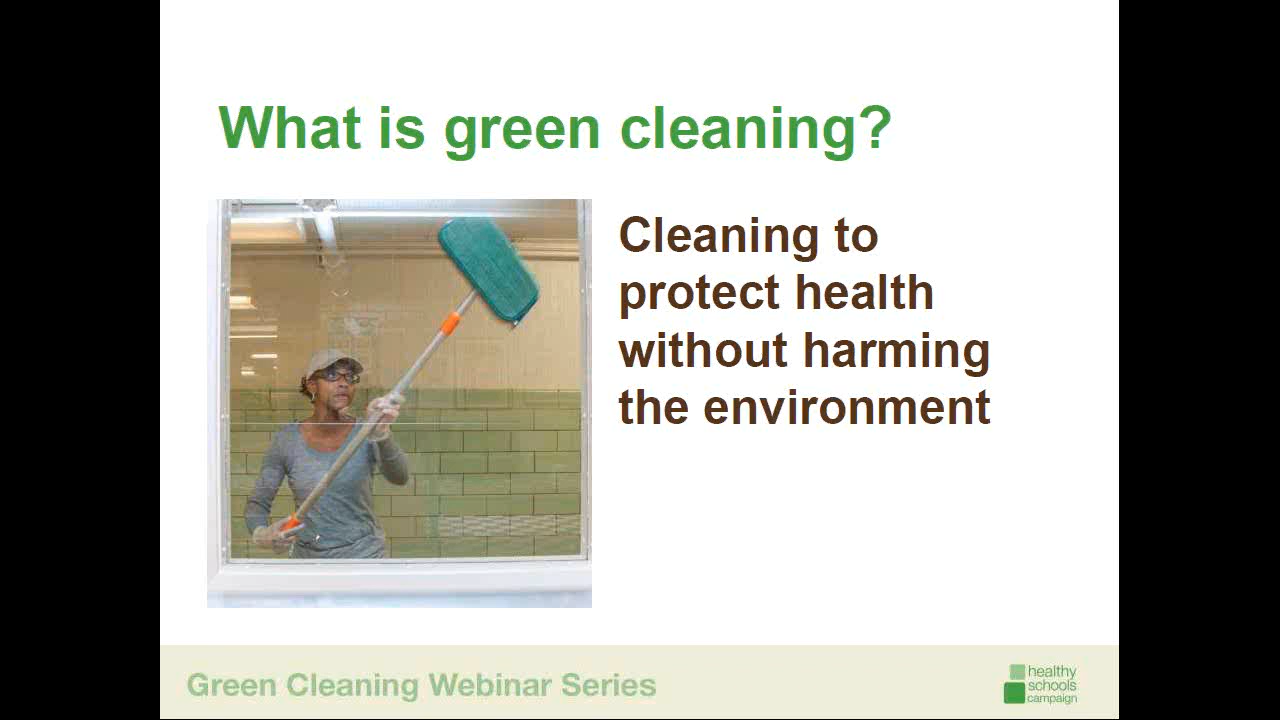 What is green cleaning?
Cleaning to
protect health
without harming
the environment
Green Cleaning Webinar Series
healthy
schools
campaign